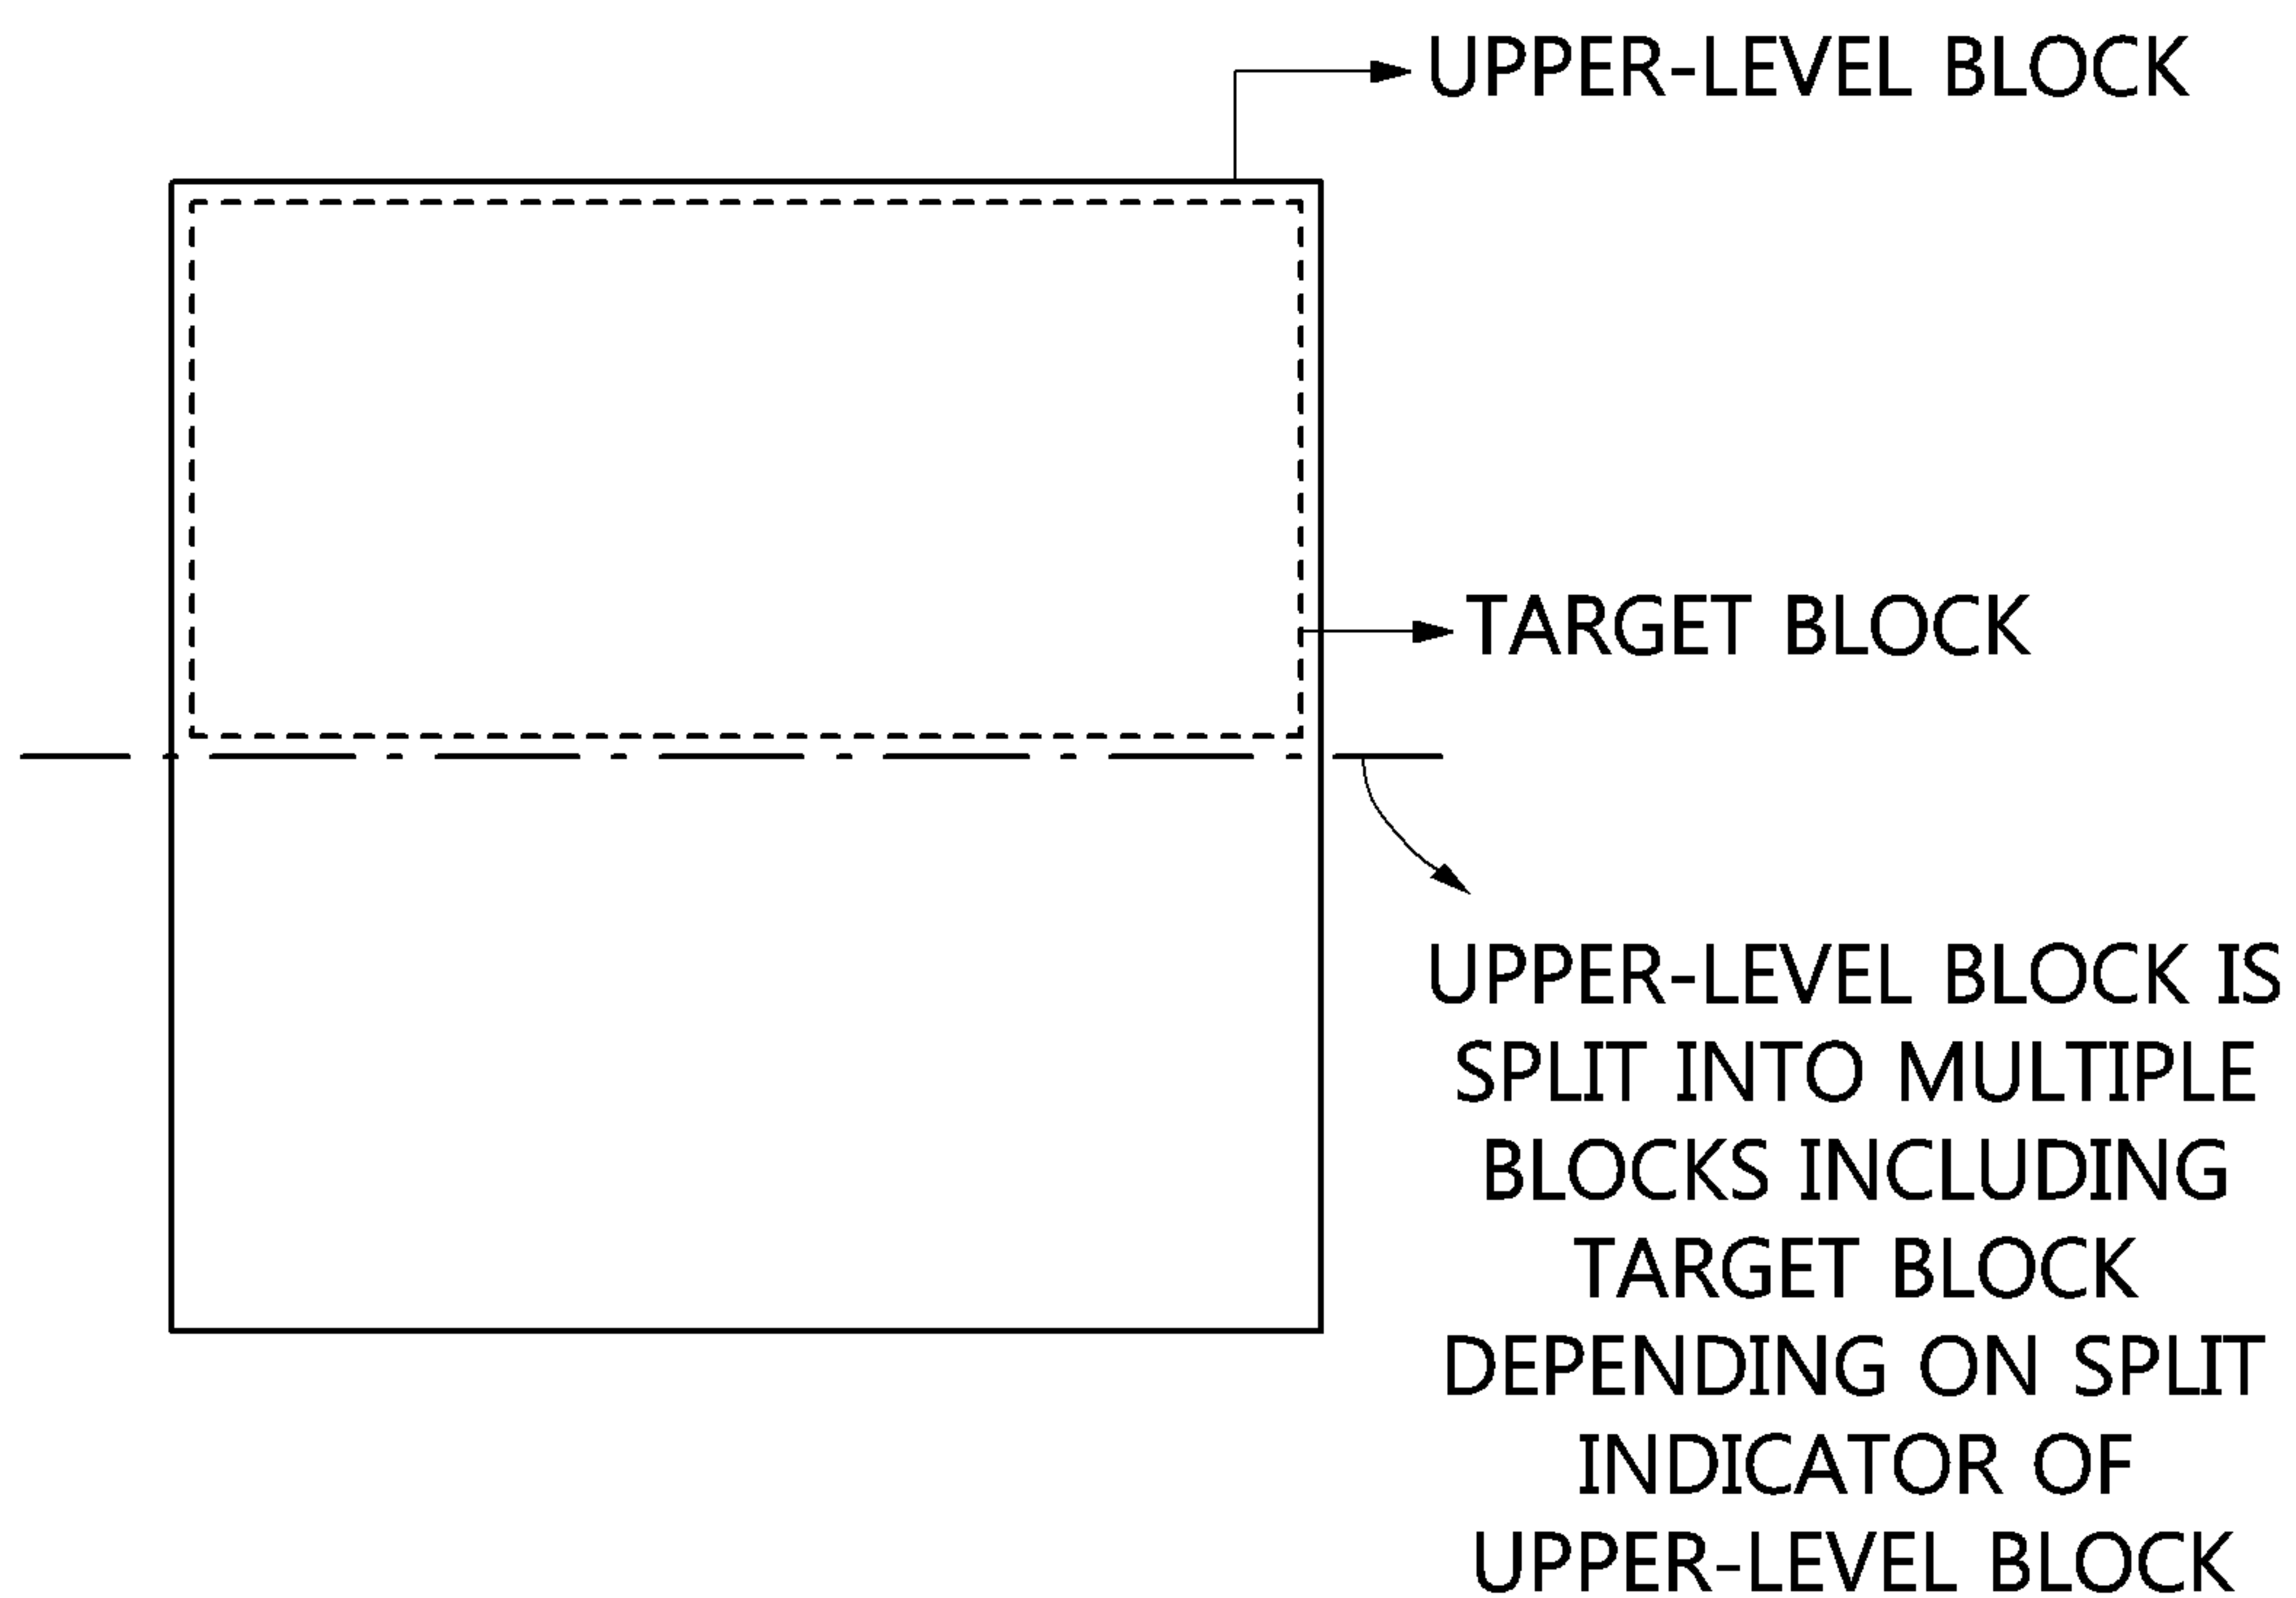 UPPER-LEVEL BLOCK
TARGET BLOCK
UPPER-LEVEL BLOCK IS
SPLIT INTO MULTIPLE
BLOCKS INCLUDING
TARGET BLOCK
DEPENDING ON SPLIT
INDICATOR OF
UPPER-LEVEL BLOCK